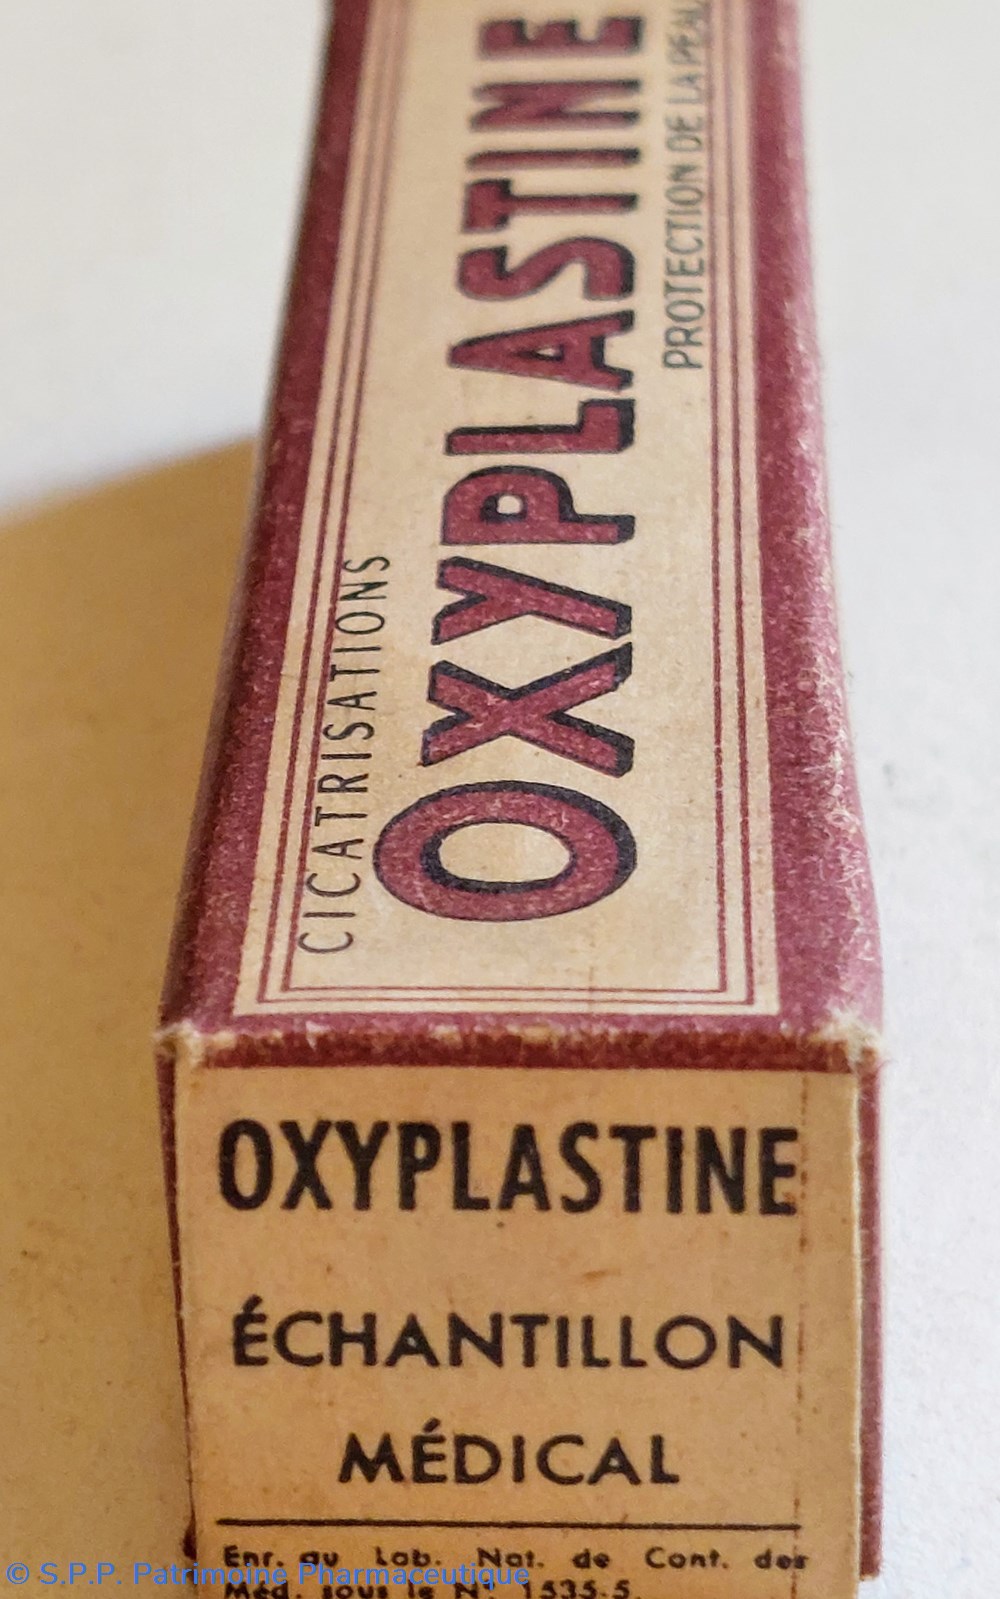 CICATRISATIONS
OXYPLASTINE
PROTECTION DE LA PEAU
OXYPLASTINE
ÉCHANTILLON
MÉDICAL
Enr. au Lab. Nat. de Cont. des
Méd. sous le N° 1535-5.
© S.P.P. Patrimoine Pharmaceutique